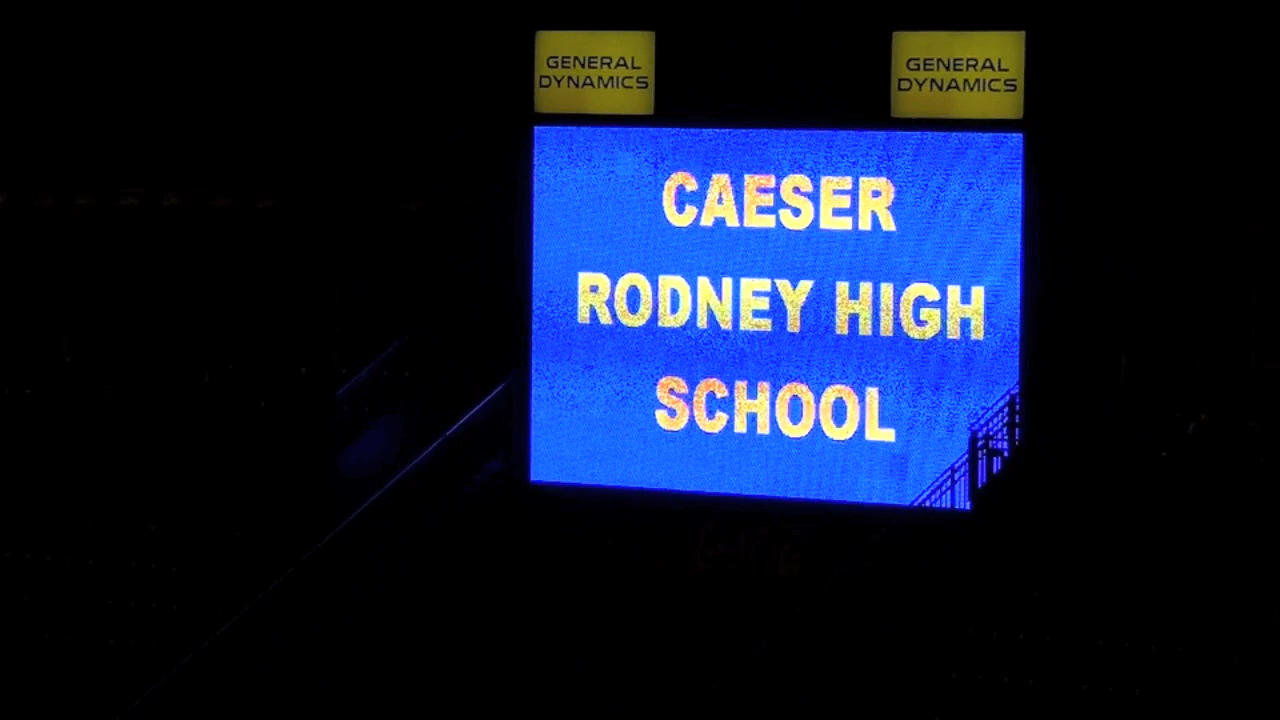 GENERAL
DYNAMICS
GENERAL
DYNAMICS
CAESER
RODNEY HIGH
SCHOOL